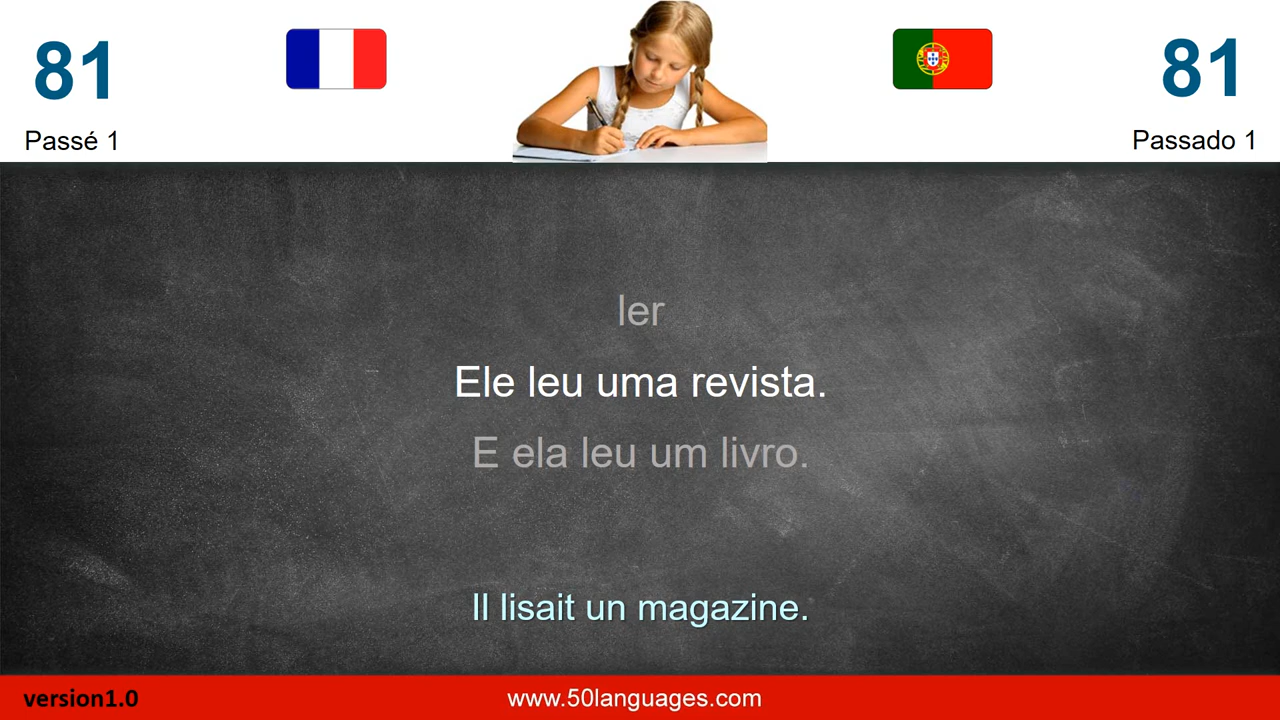 81
81
Passé 1
Passado 1
ler
Ele leu uma revista.
E ela leu um livro.
Il lisait un magazine.
version1.0
www.50languages.com